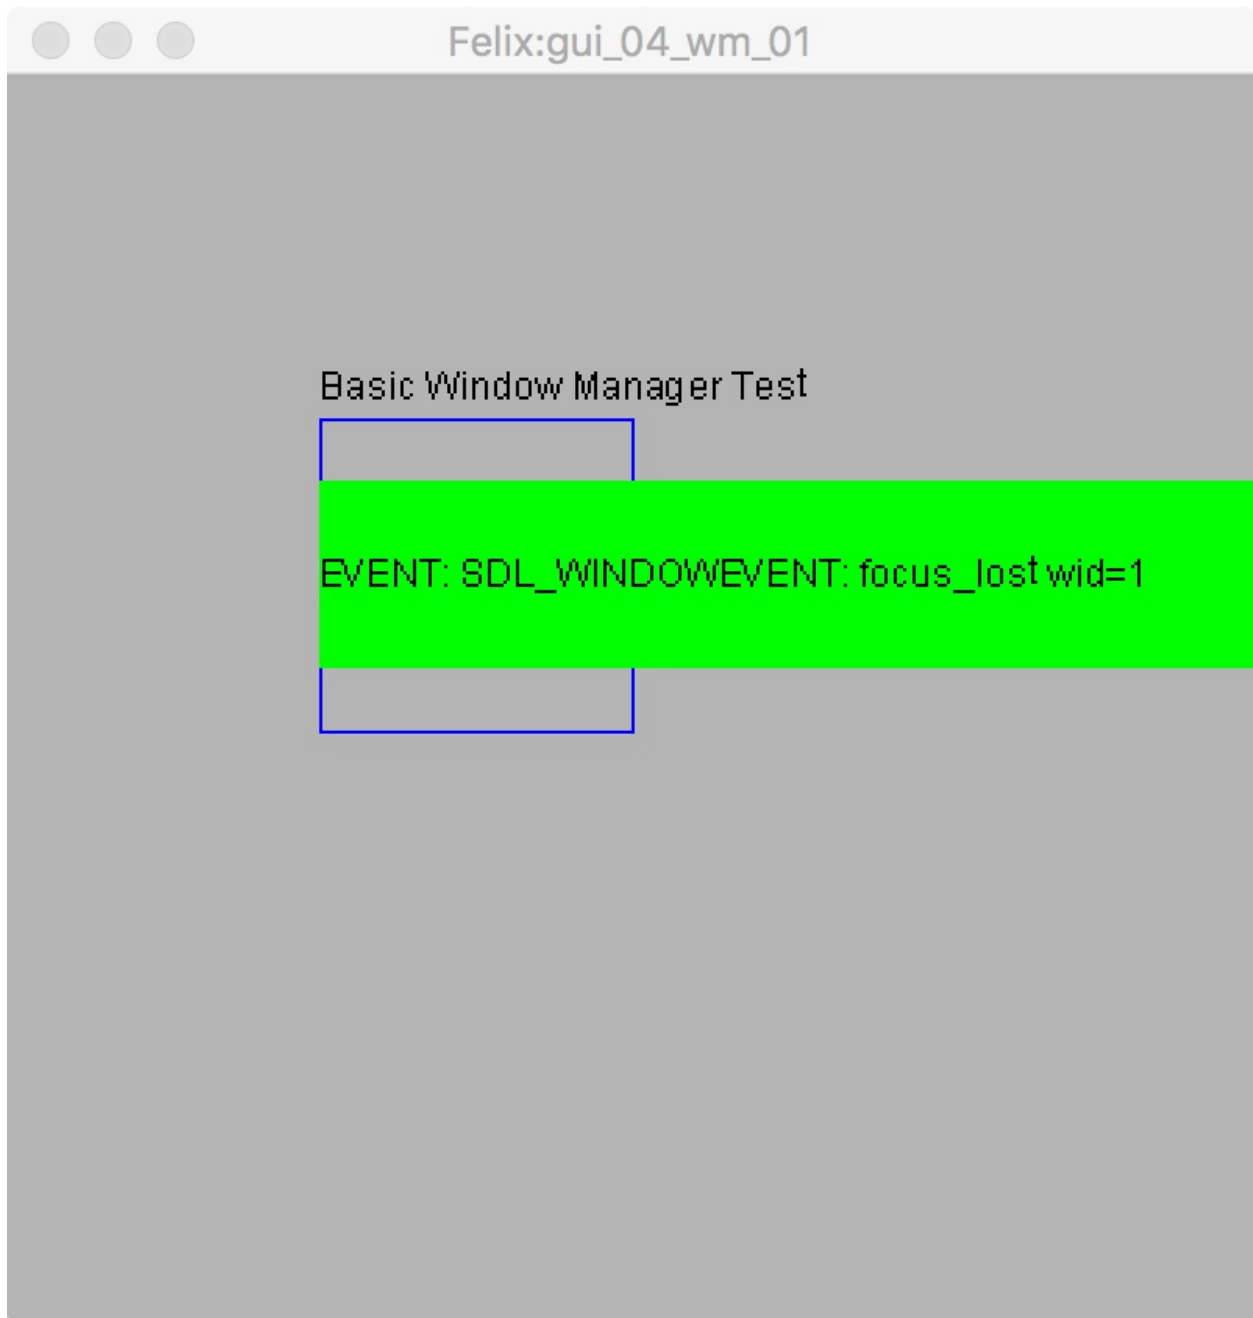 Felix:gui_04_wm_01
Basic Window Manager Test
EVENT: SDL_WINDOWEVENT: focus_lost wid=1